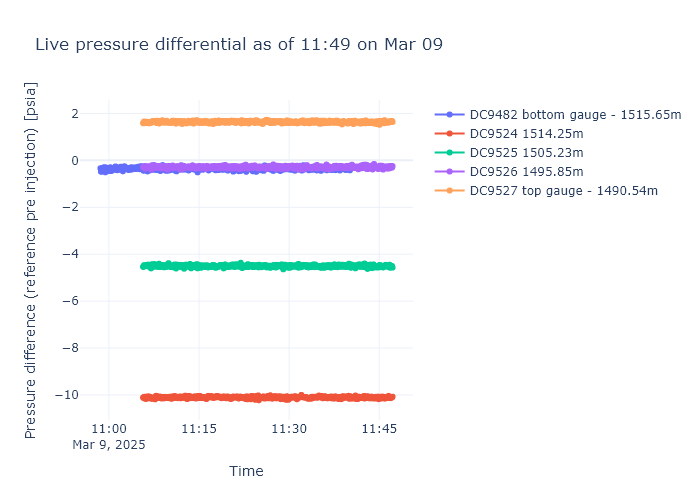 Live pressure differential as of 11:49 on Mar 09
Pressure difference (reference pre injection) [psia]
2
0
−2
−4
−6
−8
−10
11:00
Mar 9, 2025
11:15
11:30
11:45
Time
DC9482 bottom gauge - 1515.65m
DC9524 1514.25m
DC9525 1505.23m
DC9526 1495.85m
DC9527 top gauge - 1490.54m